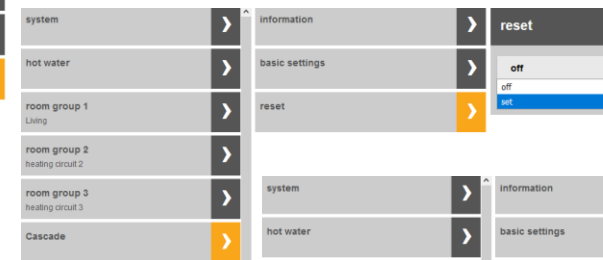 system
hot water
room group 1
Living
room group 2
heating circuit 2
room group 3
heating circuit 3
Cascade
information
basic settings
reset
reset
off
off
set
system
hot water
information
basic settings